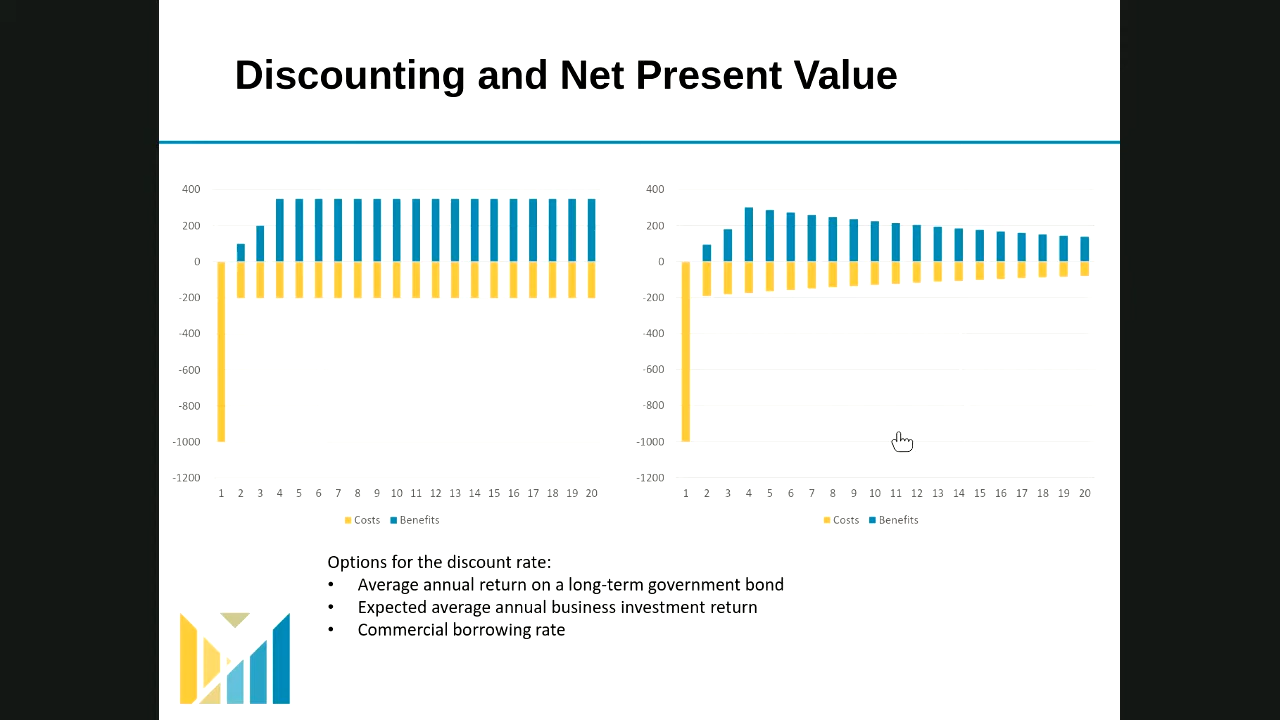 Discounting and Net Present Value
400
200
0
-200
-400
-600
-800
-1000
-1200
1 2 3 4 5 6 7 8 9 10 11 12 13 14 15 16 17 18 19 20
Costs Benefits
400
200
0
-200
-400
-600
-800
-1000
-1200
1 2 3 4 5 6 7 8 9 10 11 12 13 14 15 16 17 18 19 20
Costs Benefits
Options for the discount rate:
• Average annual return on a long-term government bond
• Expected average annual business investment return
• Commercial borrowing rate